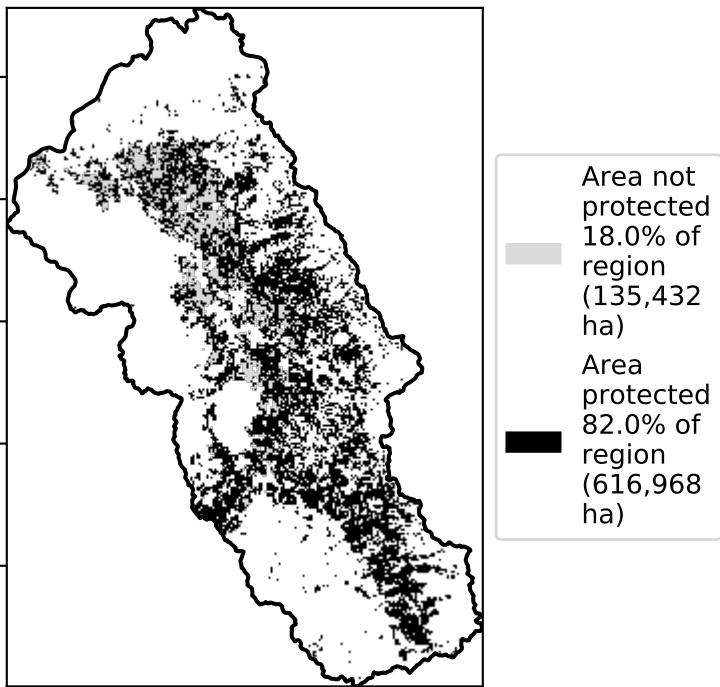 Area not
protected
18.0% of
region
(135,432
ha)
Area
protected
82.0% of
region
(616,968
ha)